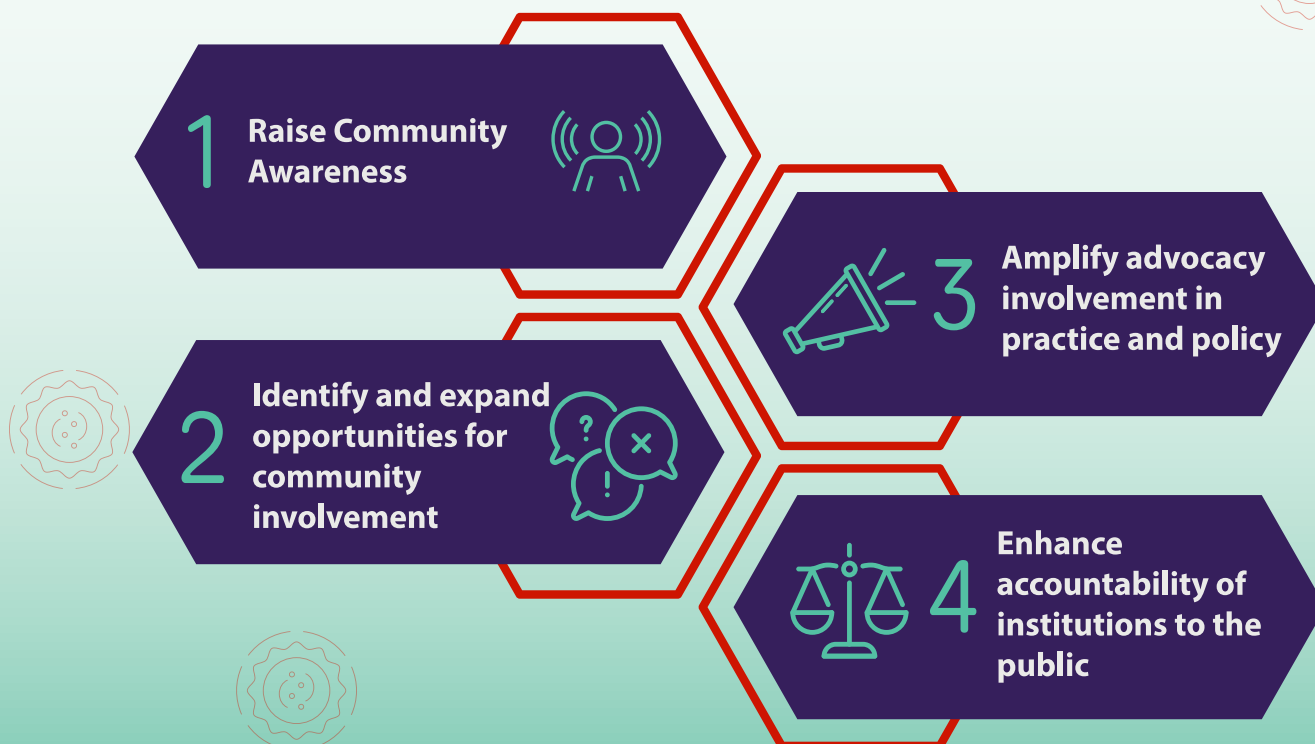 1
Raise Community
Awareness
2
Identify and expand
opportunities for
community
involvement
3
Amplify advocacy
involvement in
practice and policy
4
Enhance
accountability of
institutions to the
public